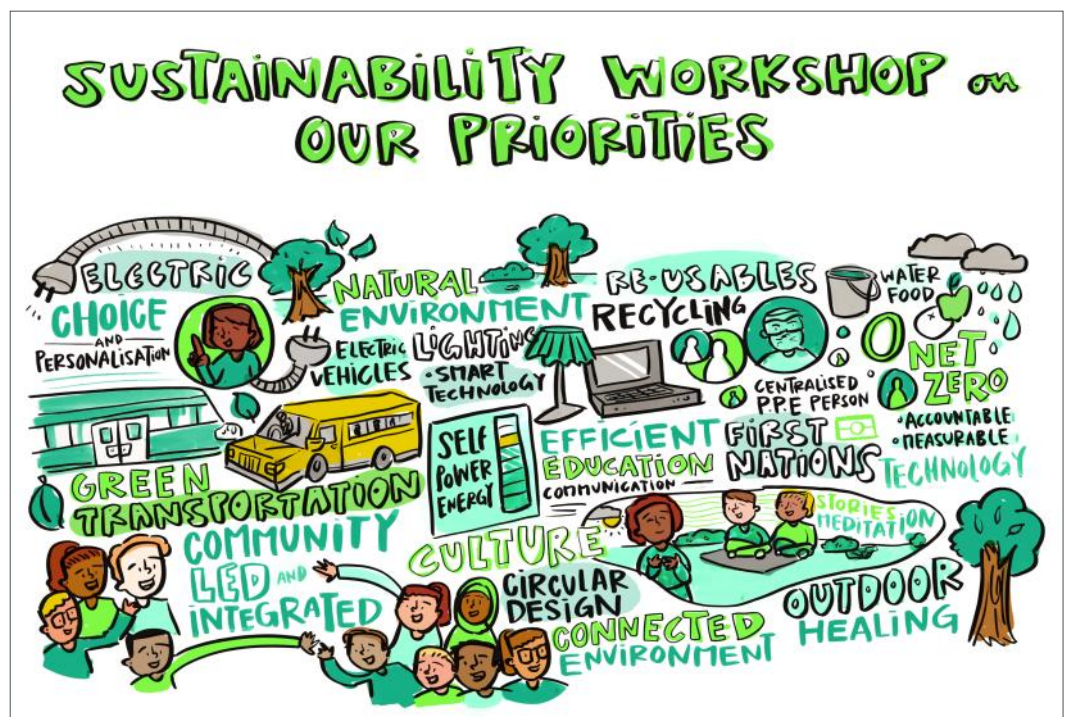 SUSTAINABILITY WORKSHOP on
OUR PRIORITIES
ELECTRIC
CHOICE
AND
PERSONALISATION
NATURAL
ENVIRONMENT
ELECTRIC
VEHICLES
LIGHTING
• SMART
TECHNOLOGY
RE-USABLES
RECYCLING
WATER
FOOD
CENTRALISED
P.P.E PERSON
NET
ZERO
• ACCOUNTABLE
• MEASURABLE
TECHNOLOGY
GREEN
TRANSPORTATION
SELF
POWER
ENERGY
EFFICIENT
EDUCATION
COMMUNICATION
FIRST
NATIONS
STORIES
MEDITATION
COMMUNITY
LED AND
INTEGRATED
CULTURE
CIRCULAR
DESIGN
CONNECTED
ENVIRONMENT
OUTDOOR
HEALING